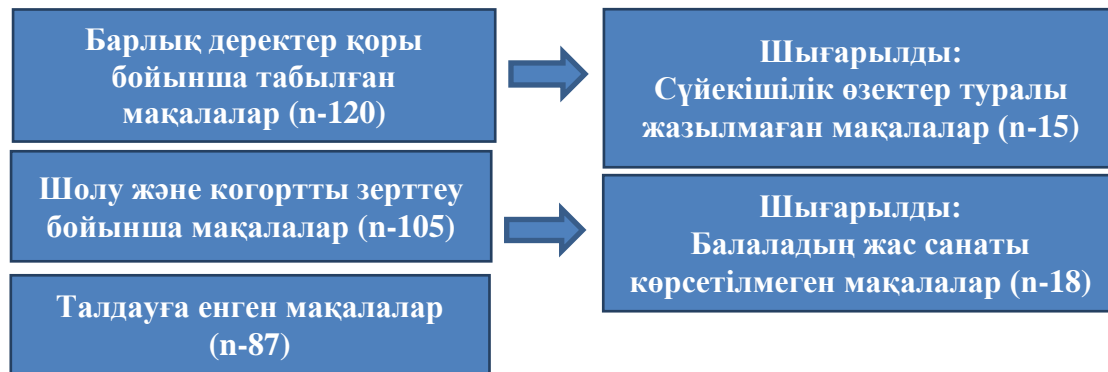 Барлық деректер қоры
бойынша табылған
мақалалар (n-120)
Шығарылды:
Сүйекішілік өзектер туралы
жазылмаған мақалалар (n-15)
Шолу және когортты зерттеу
бойынша мақалалар (n-105)
Шығарылды:
Балаладың жас санаты
көрсетілмеген мақалалар (n-18)
Талдауға енген мақалалар
(n-87)